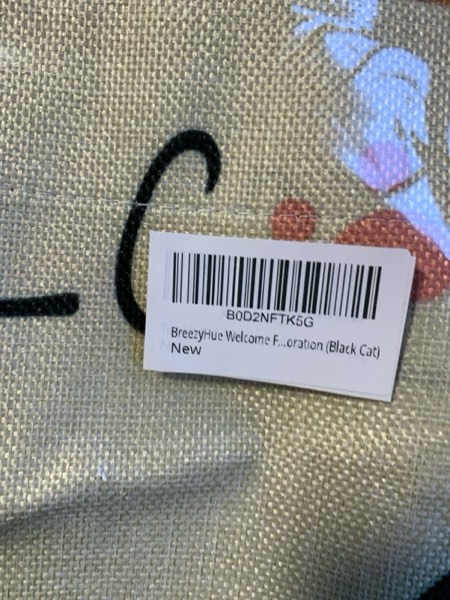 C
B0D2NFTK5G
BreezyHue Welcome F...oration (Black Cat)
New